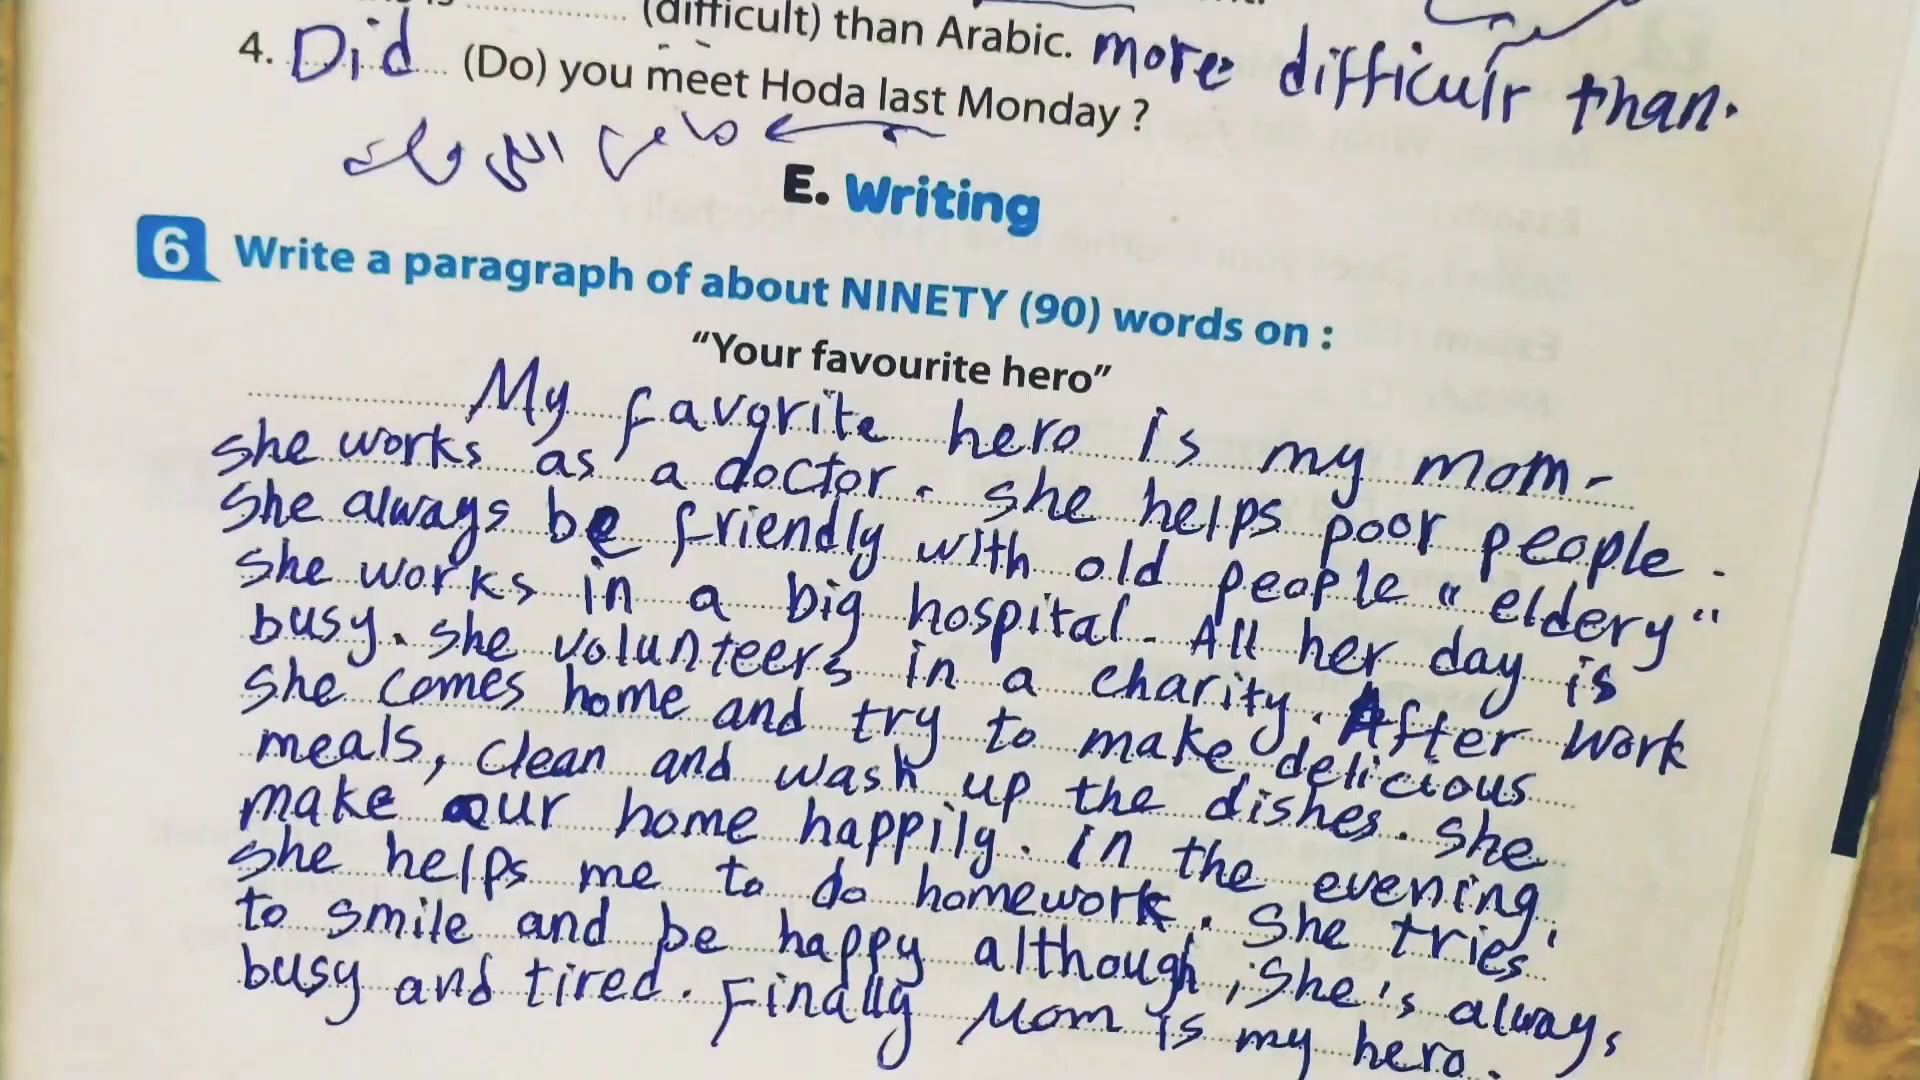 (difficult) than Arabic. more difficult than.
4. Did (Do) you meet Hoda last Monday ?
E. Writing
6 Write a paragraph of about NINETY (90) words on :
"Your favourite hero"
My favorite hero is my mom-
She works as a doctor. She helps poor people.
She always be friendly with old people "eldery"
She works in a big hospital. All her day is
busy. She volunteers in a charity. After work
She comes home and try to make delicious
meals, clean and wash up the dishes. She
make our home happily. in the evening,
She helps me to do homework. She tries
to smile and be happy although, She's always
busy and tired. Finally Mom is my hero.